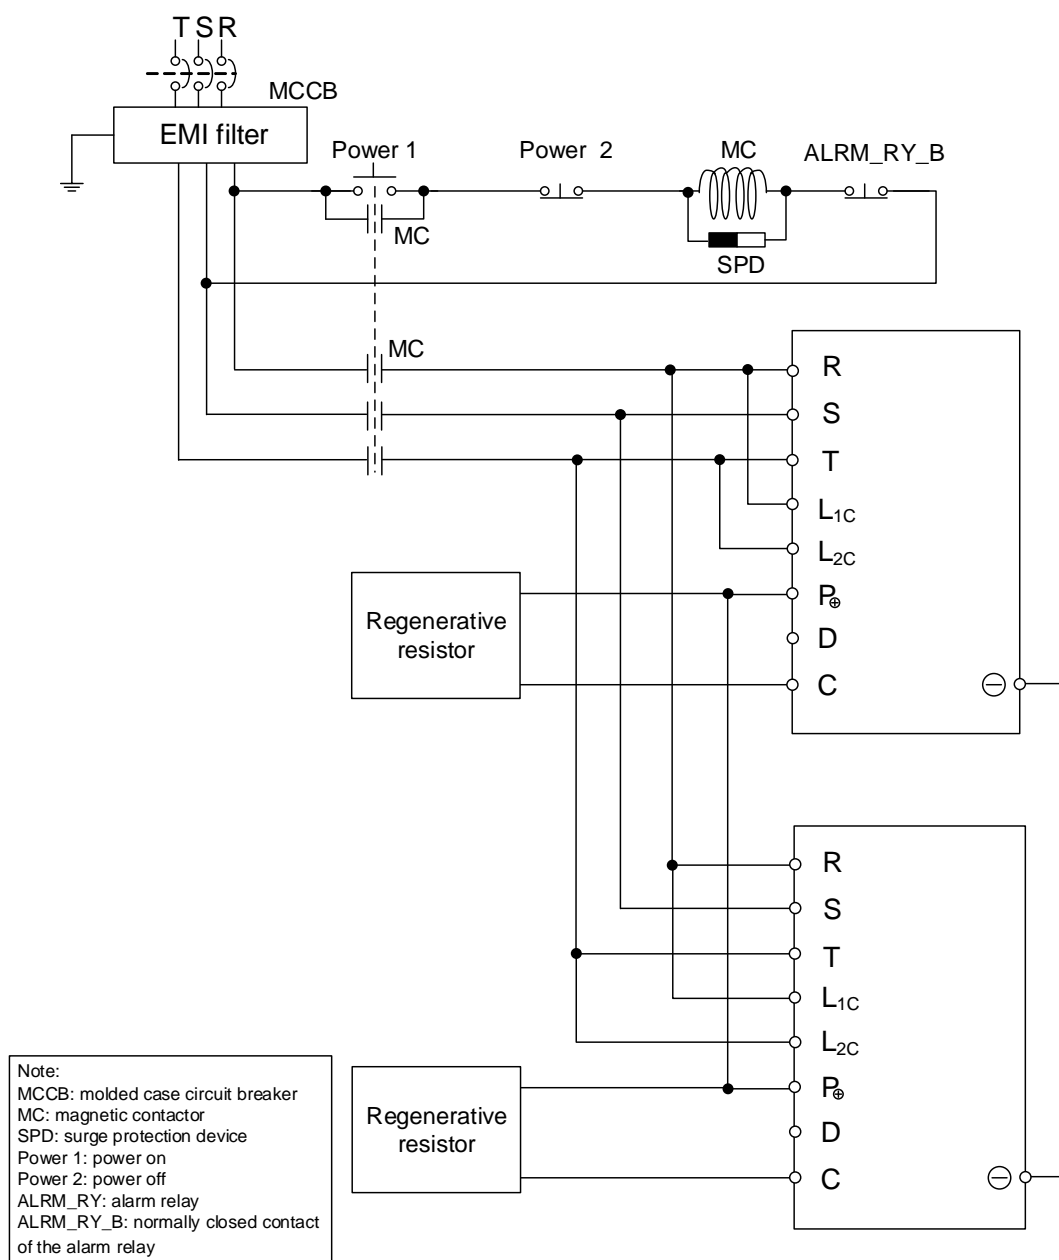 T S R
MCCB
EMI filter
Power 1
Power 2
MC
ALRM_RY_B
MC
SPD
MC
R
S
T
L1C
L2C
P⊕
D
C
Regenerative
resistor
R
S
T
L1C
L2C
P⊕
D
C
Regenerative
resistor
Note:
MCCB: molded case circuit breaker
MC: magnetic contactor
SPD: surge protection device
Power 1: power on
Power 2: power off
ALRM_RY: alarm relay
ALRM_RY_B: normally closed contact
of the alarm relay